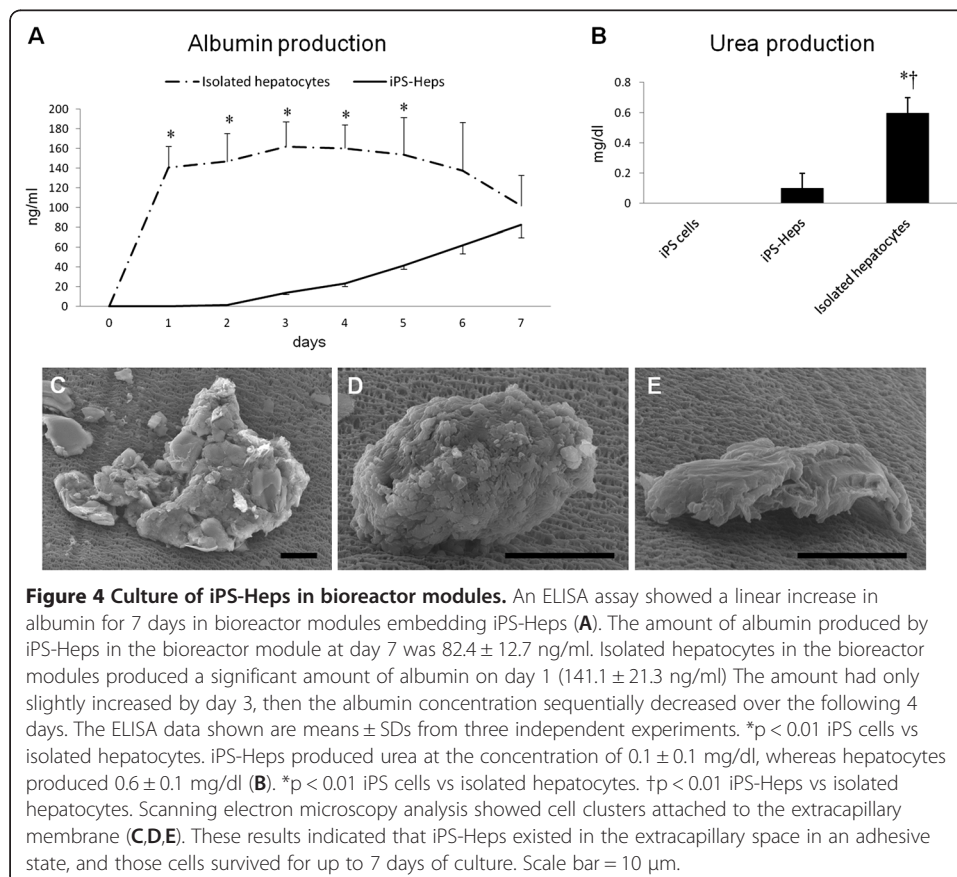 A
Albumin production
Isolated hepatocytes
iPS-Heps
200
180
160
140
120
100
80
60
40
20
0
ng/ml
* * * * *
0 1 2 3 4 5 6 7
days
B
Urea production
*†
0.8
0.6
0.4
0.2
0
mg/dl
iPS cells
iPS-Heps
Isolated hepatocytes
C
D
E
Figure 4 Culture of iPS-Heps in bioreactor modules. An ELISA assay showed a linear increase in
albumin for 7 days in bioreactor modules embedding iPS-Heps (A). The amount of albumin produced by
iPS-Heps in the bioreactor module at day 7 was 82.4 ± 12.7 ng/ml. Isolated hepatocytes in the bioreactor
modules produced a significant amount of albumin on day 1 (141.1 ± 21.3 ng/ml) The amount had only
slightly increased by day 3, then the albumin concentration sequentially decreased over the following 4
days. The ELISA data shown are means ± SDs from three independent experiments. *p < 0.01 iPS cells vs
isolated hepatocytes. iPS-Heps produced urea at the concentration of 0.1 ± 0.1 mg/dl, whereas hepatocytes
produced 0.6 ± 0.1 mg/dl (B). *p < 0.01 iPS cells vs isolated hepatocytes. †p < 0.01 iPS-Heps vs isolated
hepatocytes. Scanning electron microscopy analysis showed cell clusters attached to the extracapillary
membrane (C,D,E). These results indicated that iPS-Heps existed in the extracapillary space in an adhesive
state, and those cells survived for up to 7 days of culture. Scale bar = 10 μm.